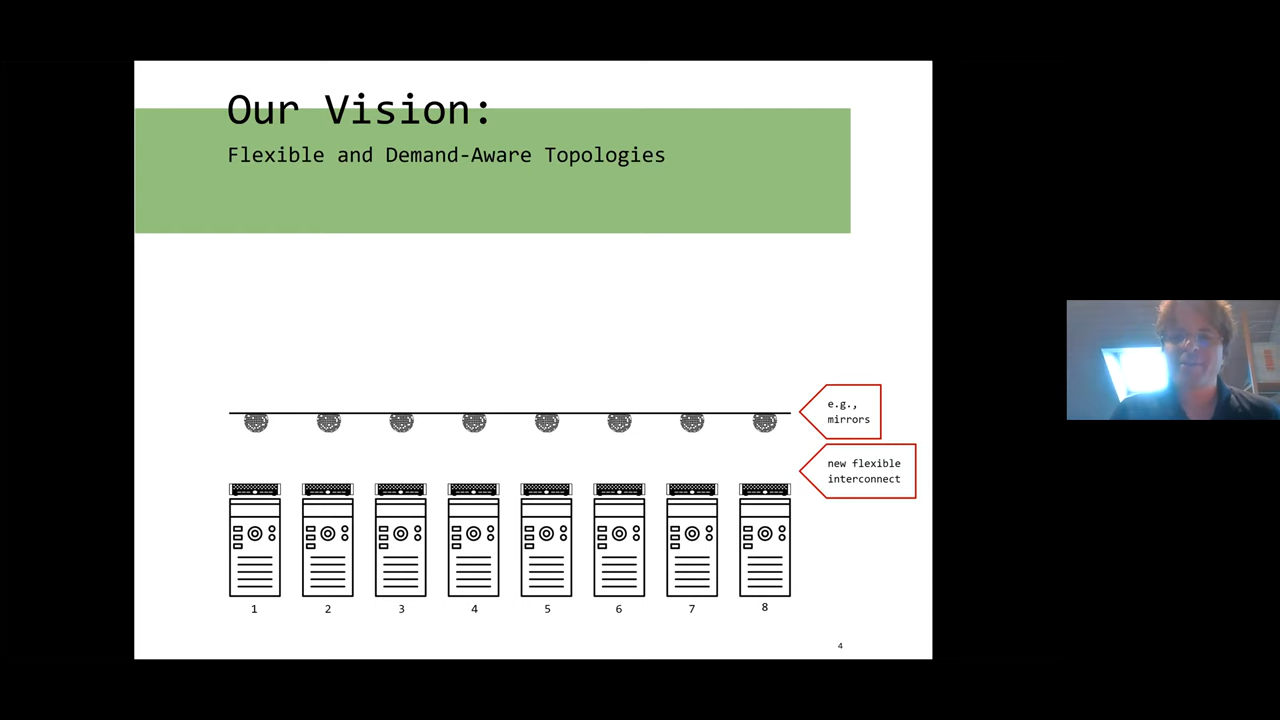 Our Vision:
Flexible and Demand-Aware Topologies
e.g.,
mirrors
new flexible
interconnect
1 2 3 4 5 6 7 8
4